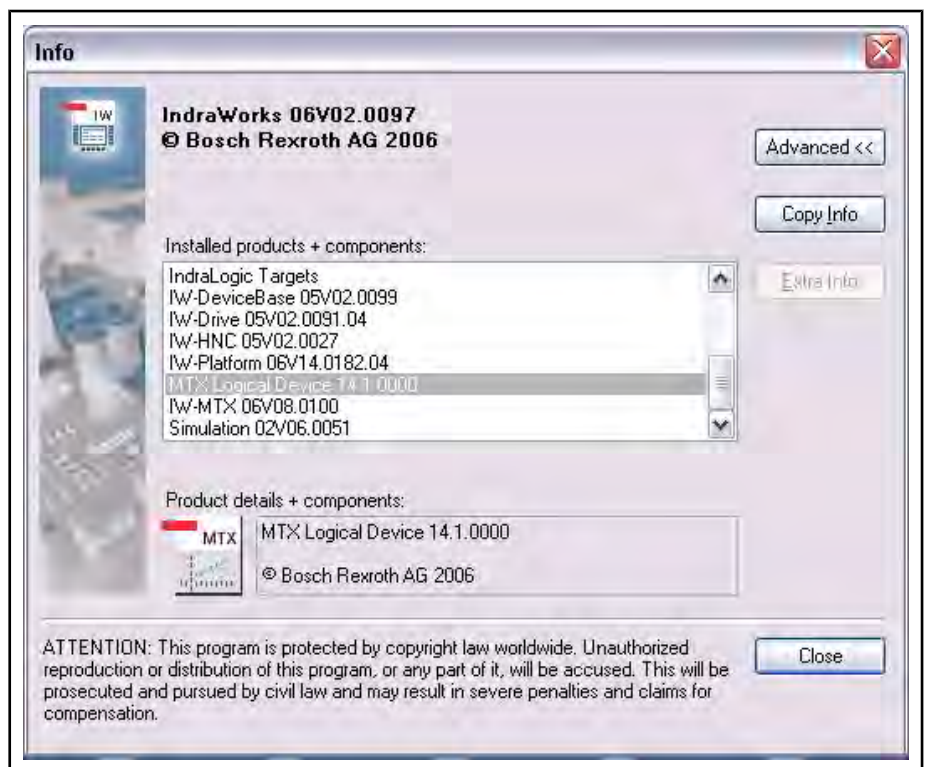 Info
IW
IndraWorks 06V02.0097
© Bosch Rexroth AG 2006
Advanced <<
Copy Info
Installed products + components:
Extra Info
IndraLogic Targets
IW-DeviceBase 05V02.0099
IW-Drive 05V02.0091.04
IW-HNC 05V02.0027
IW-Platform 06V14.0182.04
MTX Logical Device 14.1.0000
IW-MTX 06V08.0100
Simulation 02V06.0051
Product details + components:
MTX
MTX Logical Device 14.1.0000
© Bosch Rexroth AG 2006
ATTENTION: This program is protected by copyright law worldwide. Unauthorized
reproduction or distribution of this program, or any part of it, will be accused. This will be
prosecuted and pursued by civil law and may result in severe penalties and claims for
compensation.
Close